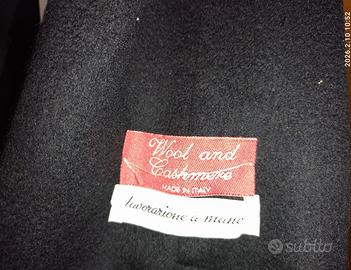 2026.2.10 10:52
Wool and
Cashmere
MADE IN ITALY
lavorazione a mano
subito